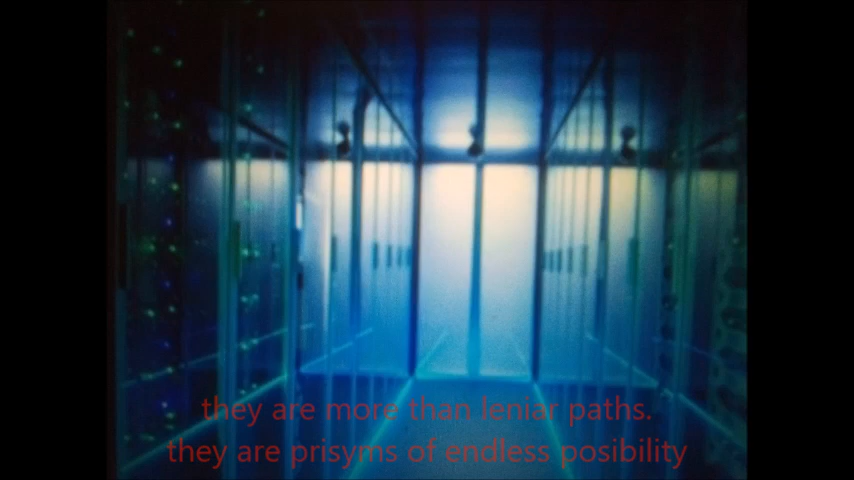 they are more than leniar paths.
they are prisyms of endless posibility